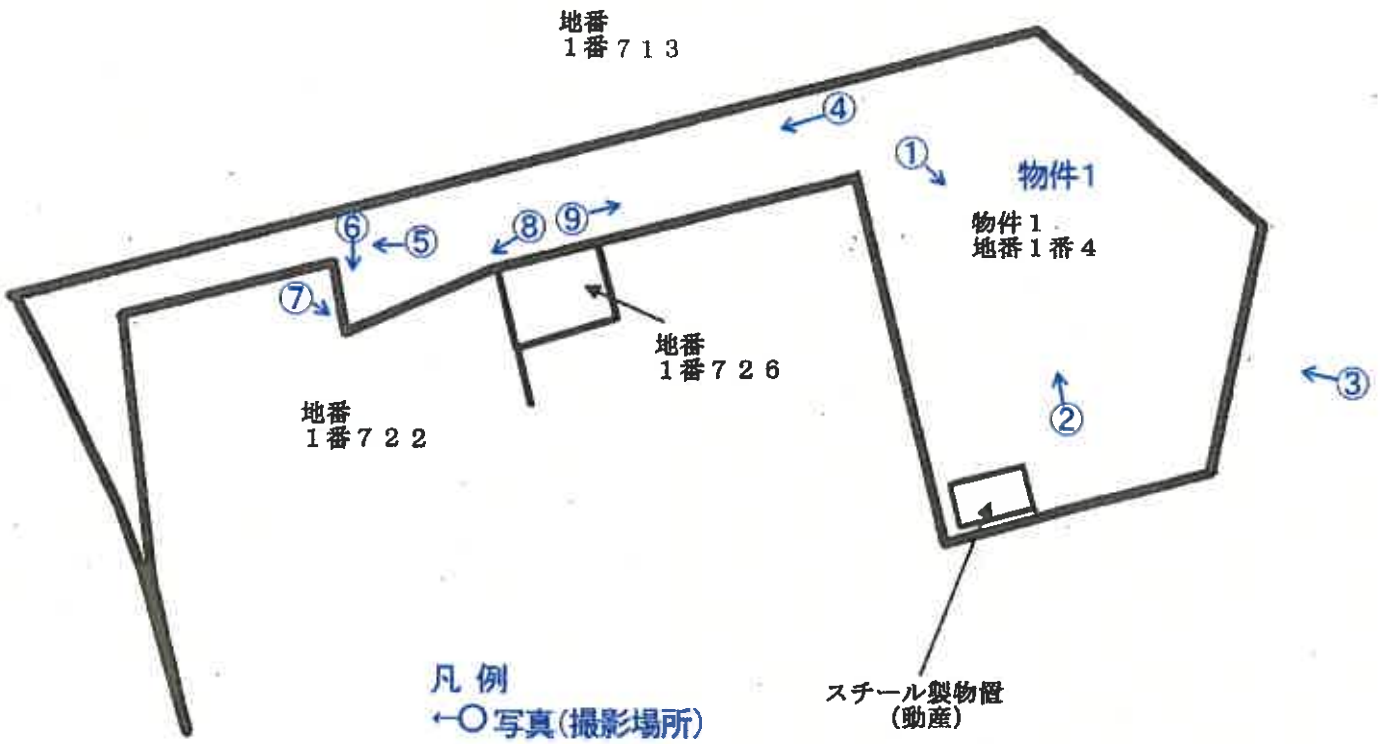 地番
1番713
④
①
物件1
物件1
地番1番4
⑥
⑤
⑧
⑨
⑦
地番
1番726
③
②
地番
1番722
凡 例
←○ 写真(撮影場所)
スチール製物置
(動産)